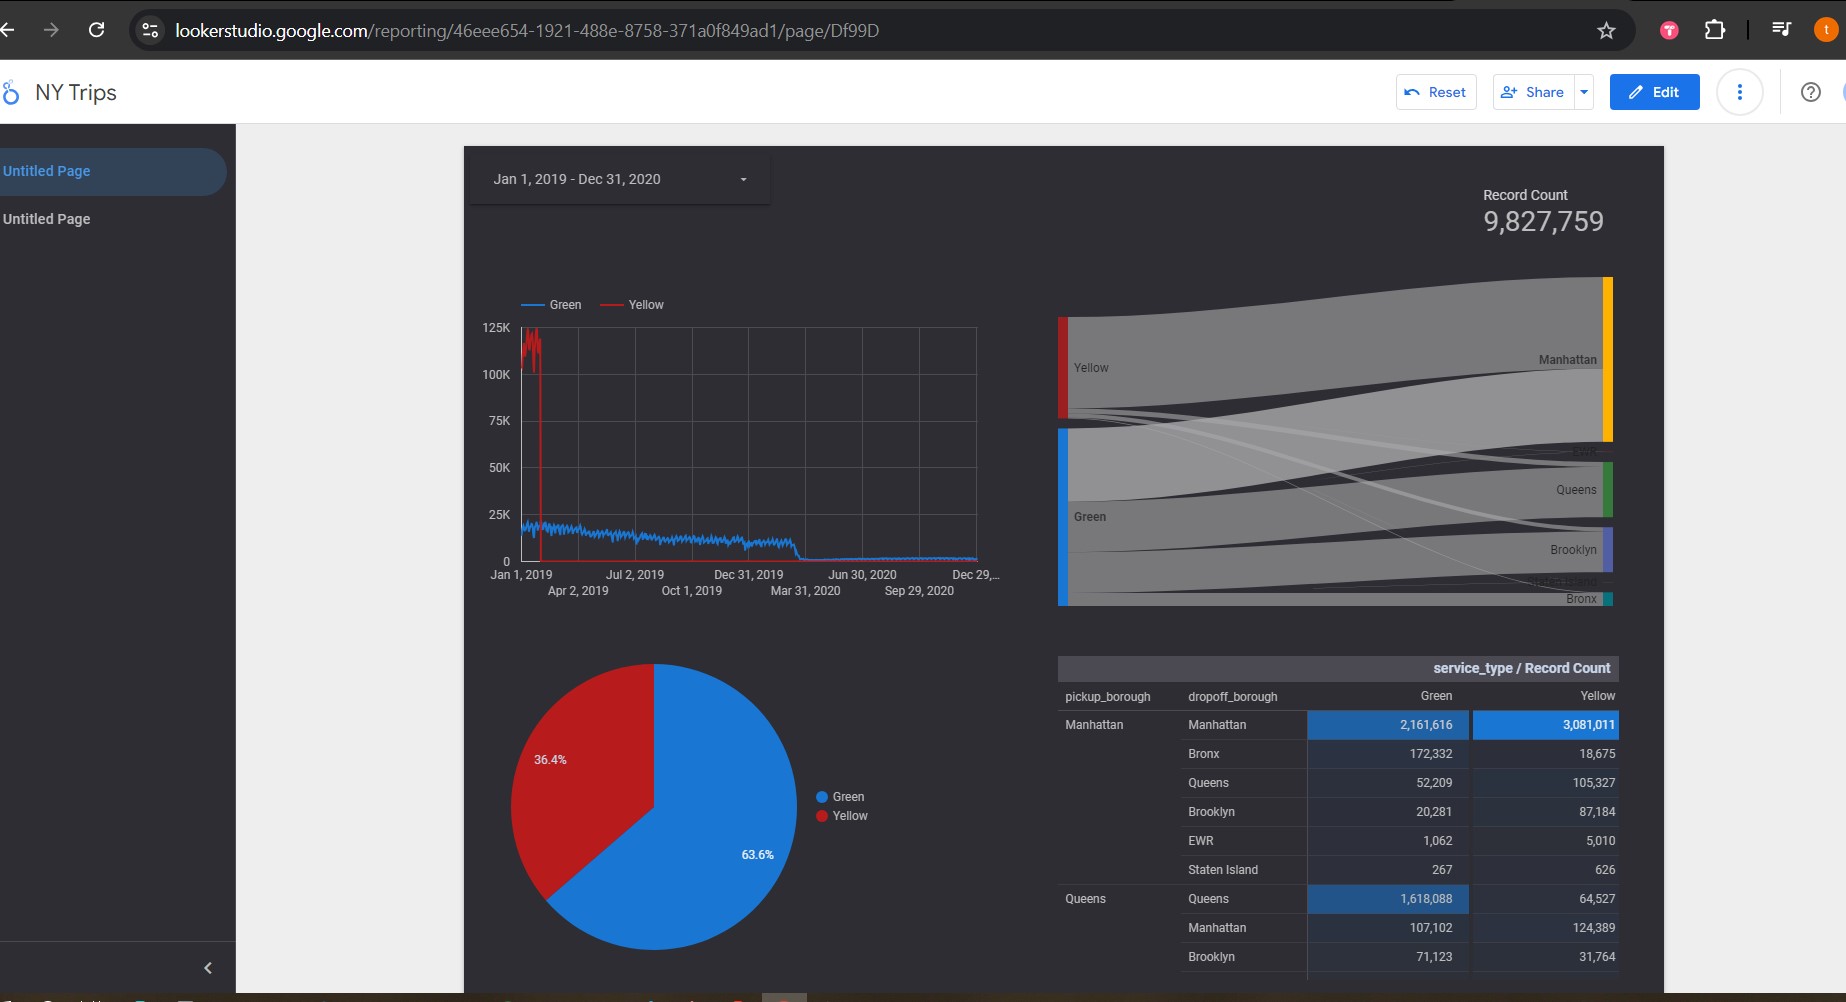 lookerstudio.google.com/reporting/46eee654-1921-488e-8758-371a0f849ad1/page/Df99D
t
NY Trips
Reset
Share
Edit
Untitled Page
Untitled Page
Jan 1, 2019 - Dec 31, 2020
Record Count
9,827,759
Green Yellow
125K
100K
75K
50K
25K
0
Jan 1, 2019 Jul 2, 2019 Dec 31, 2019 Jun 30, 2020 Dec 29,...
Apr 2, 2019 Oct 1, 2019 Mar 31, 2020 Sep 29, 2020
Yellow
Green
Manhattan
EWR
Queens
Brooklyn
Staten Island
Bronx
36.4%
63.6%
Green
Yellow
service_type / Record Count
pickup_borough dropoff_borough Green Yellow
Manhattan Manhattan 2,161,616 3,081,011
Bronx 172,332 18,675
Queens 52,209 105,327
Brooklyn 20,281 87,184
EWR 1,062 5,010
Staten Island 267 626
Queens Queens 1,618,088 64,527
Manhattan 107,102 124,389
Brooklyn 71,123 31,764